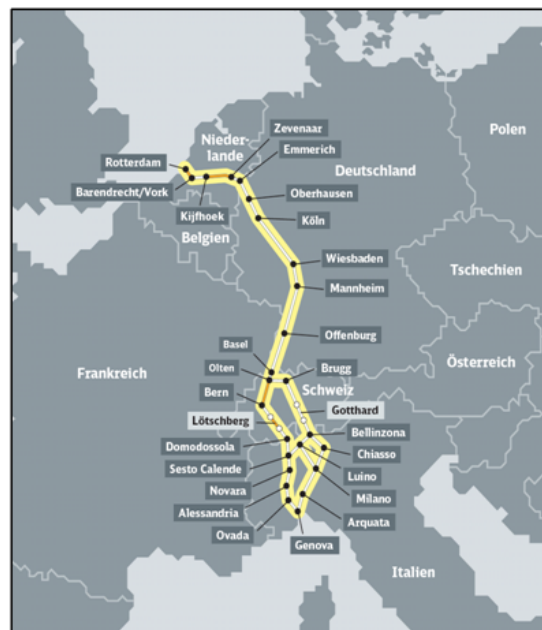 Zevenaar
Nieder-
lande
Emmerich
Polen
Rotterdam
Deutschland
Barendrecht/Vork
Oberhausen
Kijfhoek
Köln
Belgien
Wiesbaden
Tschechien
Mannheim
Offenburg
Basel
Österreich
Olten
Brugg
Frankreich
Schweiz
Bern
Gotthard
Lötschberg
Bellinzona
Domodossola
Chiasso
Sesto Calende
Luino
Novara
Milano
Alessandria
Arquata
Ovada
Genova
Italien